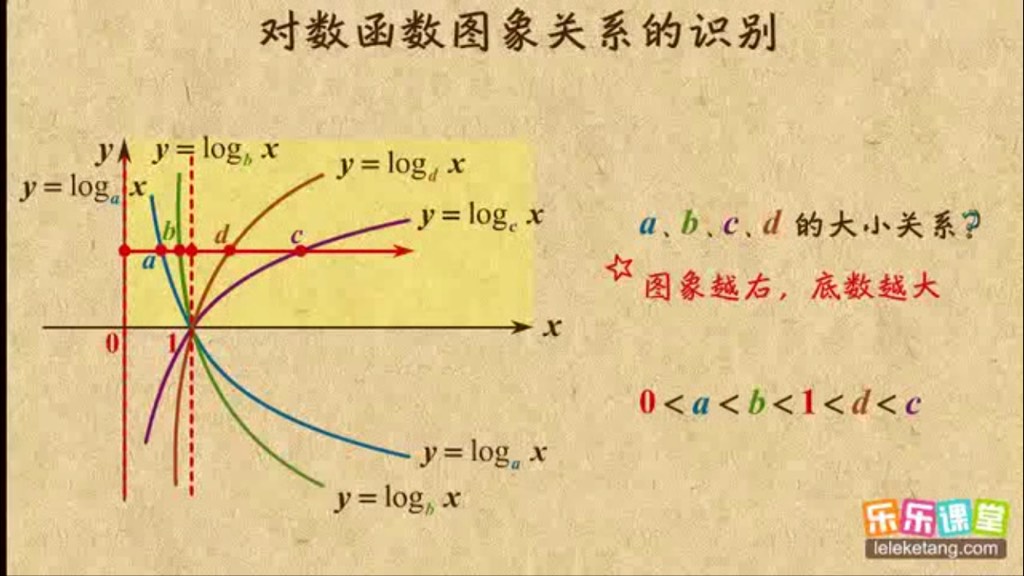 对数函数图象关系的识别
y
y = log_b x
y = log_a x
y = log_d x
y = log_c x
b
d
c
a
x
0
1
y = log_a x
y = log_b x
a、b、c、d 的大小关系?
☆ 图象越右，底数越大
0 < a < b < 1 < d < c
乐乐课堂
leleketang.com